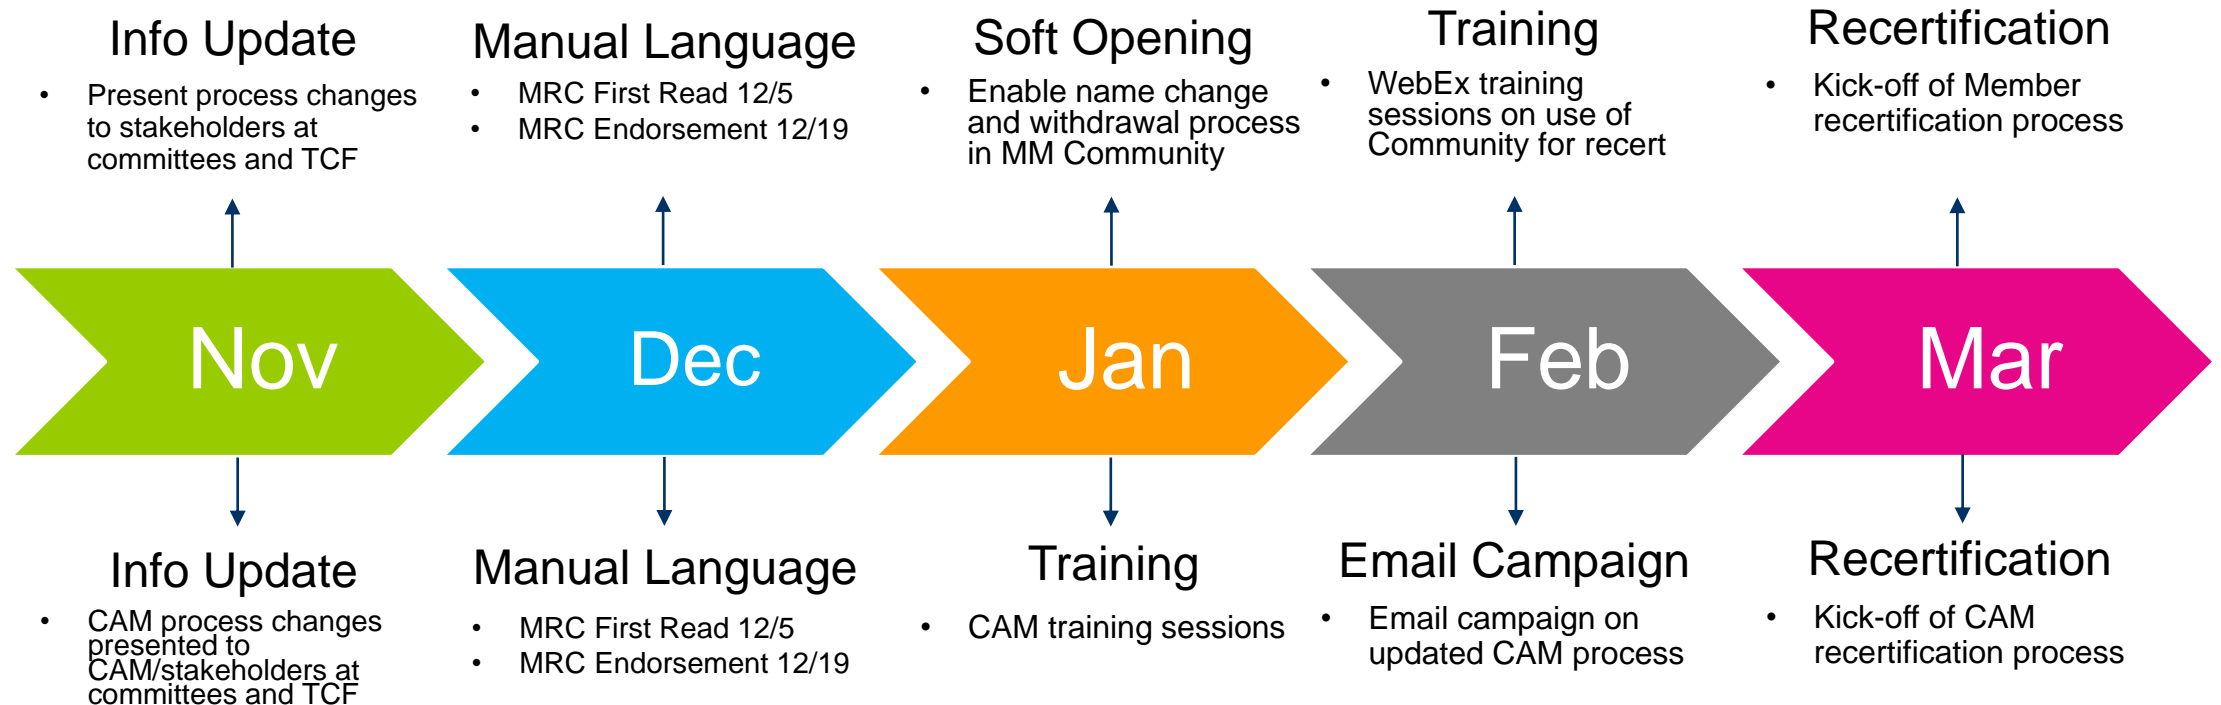 Info Update
• Present process changes
to stakeholders at
committees and TCF
Manual Language
• MRC First Read 12/5
• MRC Endorsement 12/19
Soft Opening
• Enable name change
and withdrawal process
in MM Community
Training
• WebEx training
sessions on use of
Community for recert
Recertification
• Kick-off of Member
recertification process
Nov
Dec
Jan
Feb
Mar
Info Update
• CAM process changes
presented to
CAM/stakeholders at
committees and TCF
Manual Language
• MRC First Read 12/5
• MRC Endorsement 12/19
Training
• CAM training sessions
Email Campaign
• Email campaign on
updated CAM process
Recertification
• Kick-off of CAM
recertification process